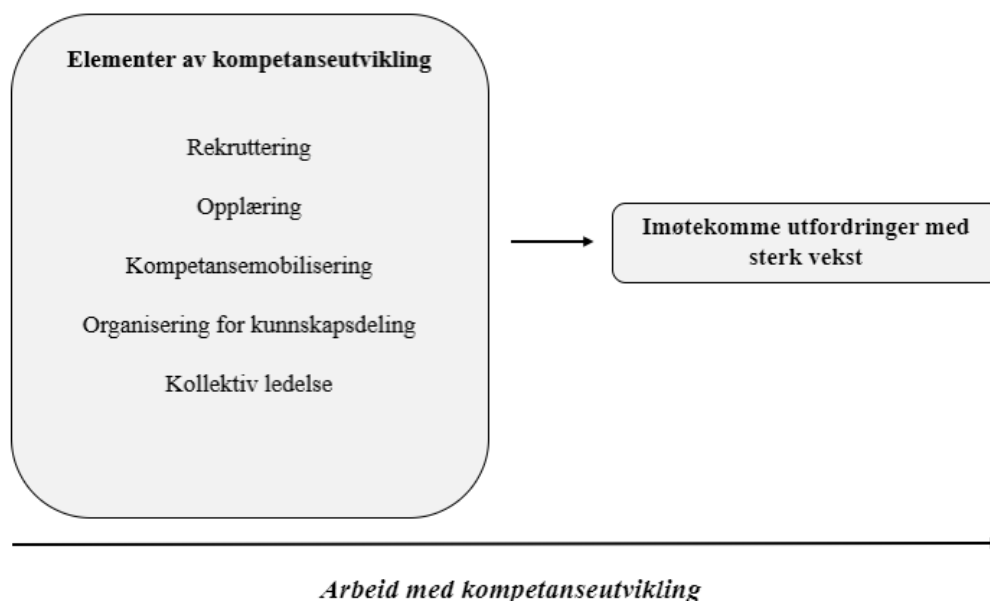 Elementer av kompetanseutvikling
Rekruttering
Opplæring
Kompetansemobilisering
Organisering for kunnskapsdeling
Kollektiv ledelse
Imøtekomme utfordringer med
sterk vekst
Arbeid med kompetanseutvikling